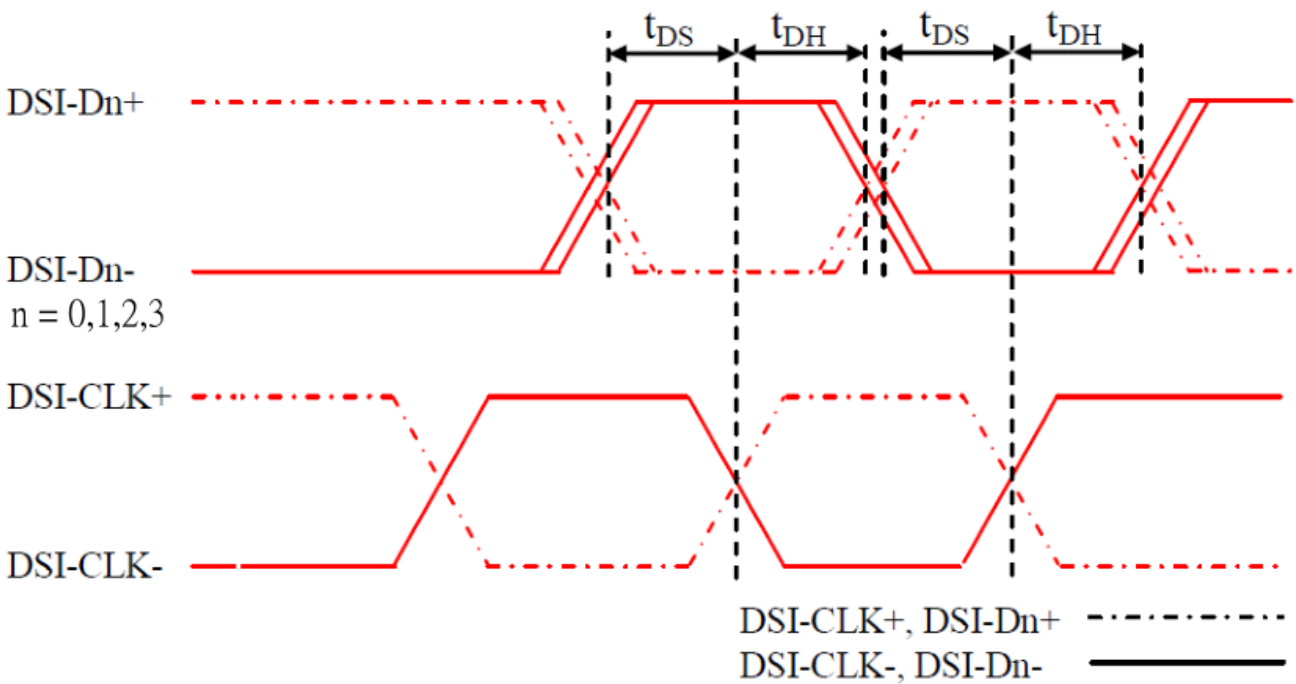 tDS tDH tDS tDH
DSI-Dn+
DSI-Dn-
n = 0,1,2,3
DSI-CLK+
DSI-CLK-
DSI-CLK+, DSI-Dn+
DSI-CLK-, DSI-Dn-